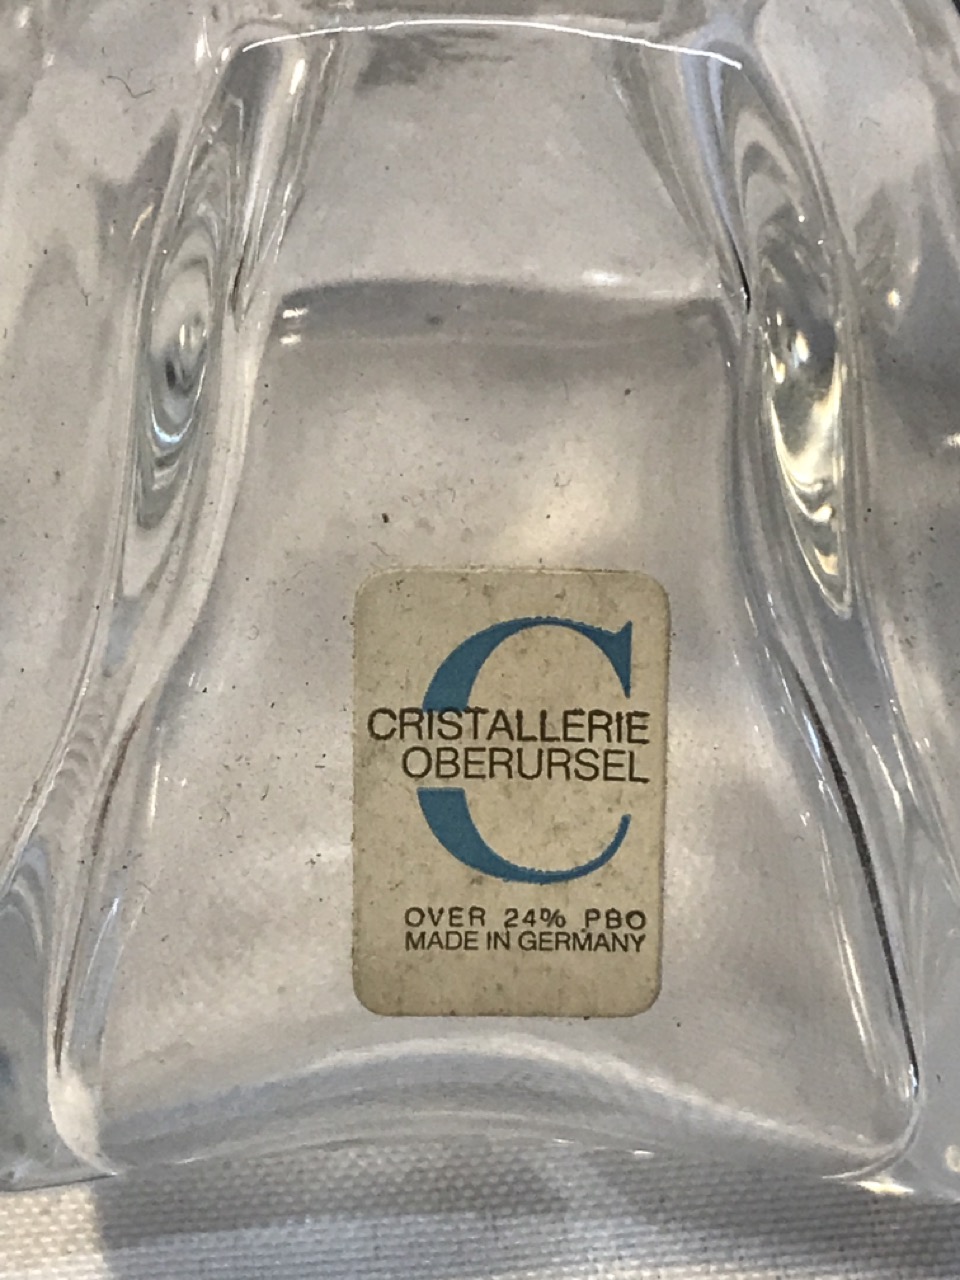 C
CRISTALLERIE
OBERURSEL
OVER 24% PBO
MADE IN GERMANY